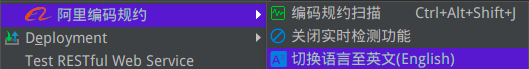 阿里编码规约
编码规约扫描 Ctrl+Alt+Shift+J
Deployment
关闭实时检测功能
Test RESTful Web Service
切换语言至英文(English)